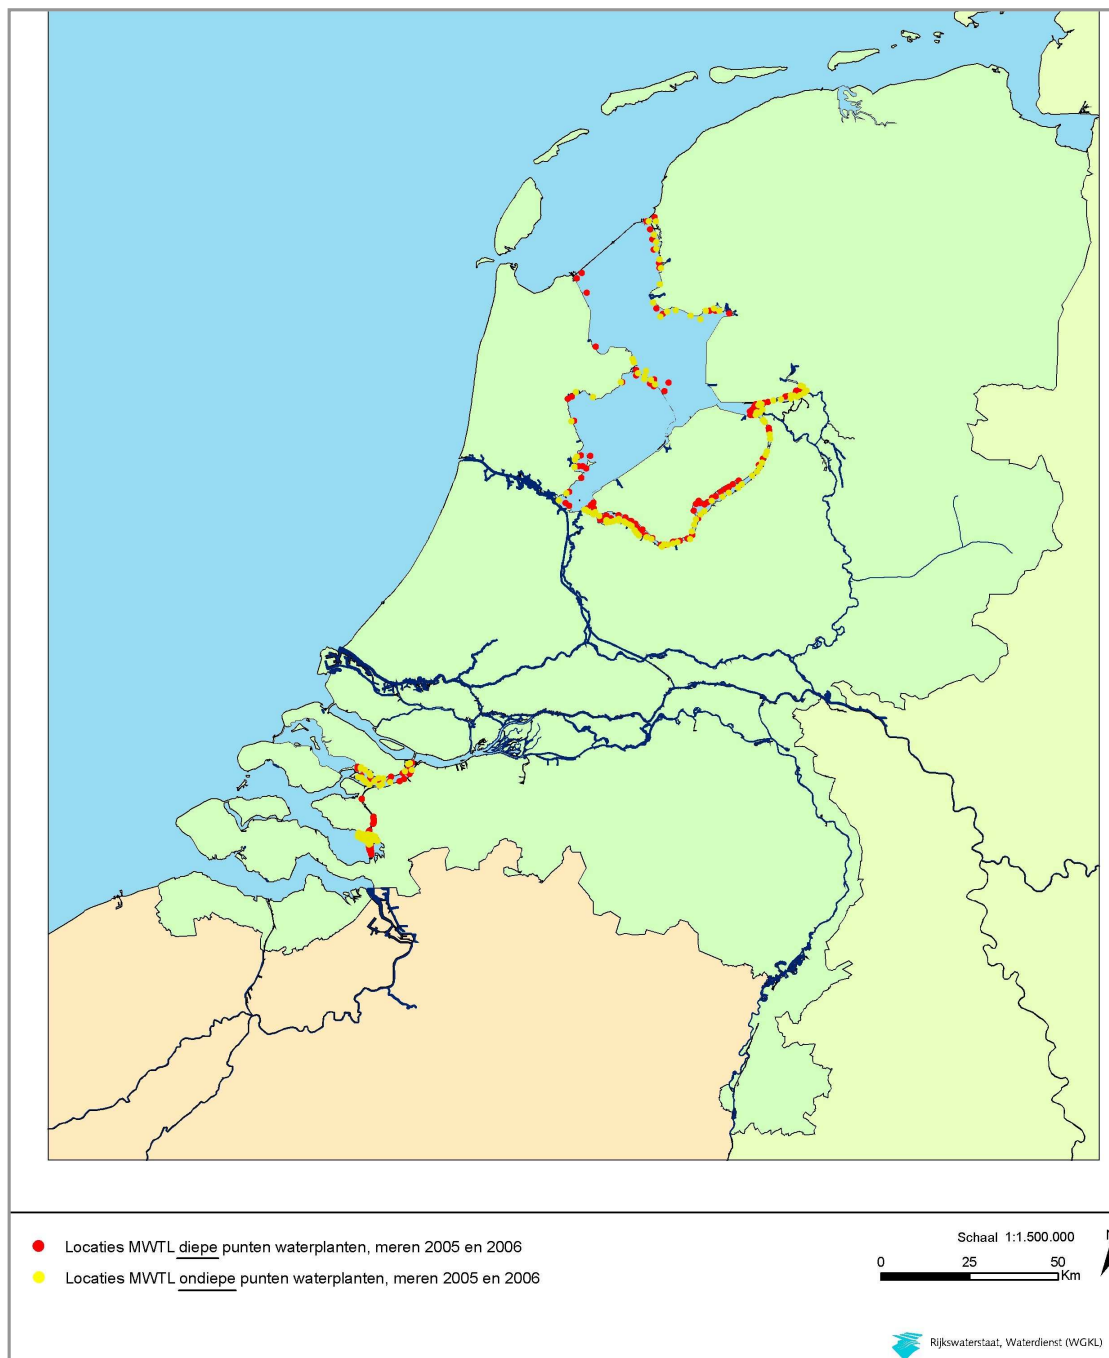 Locaties MWTL diepe punten waterplanten, meren 2005 en 2006
Locaties MWTL ondiepe punten waterplanten, meren 2005 en 2006
Schaal 1:1.500.000
0 25 50
Km
Rijkswaterstaat, Waterdienst (WGKL)